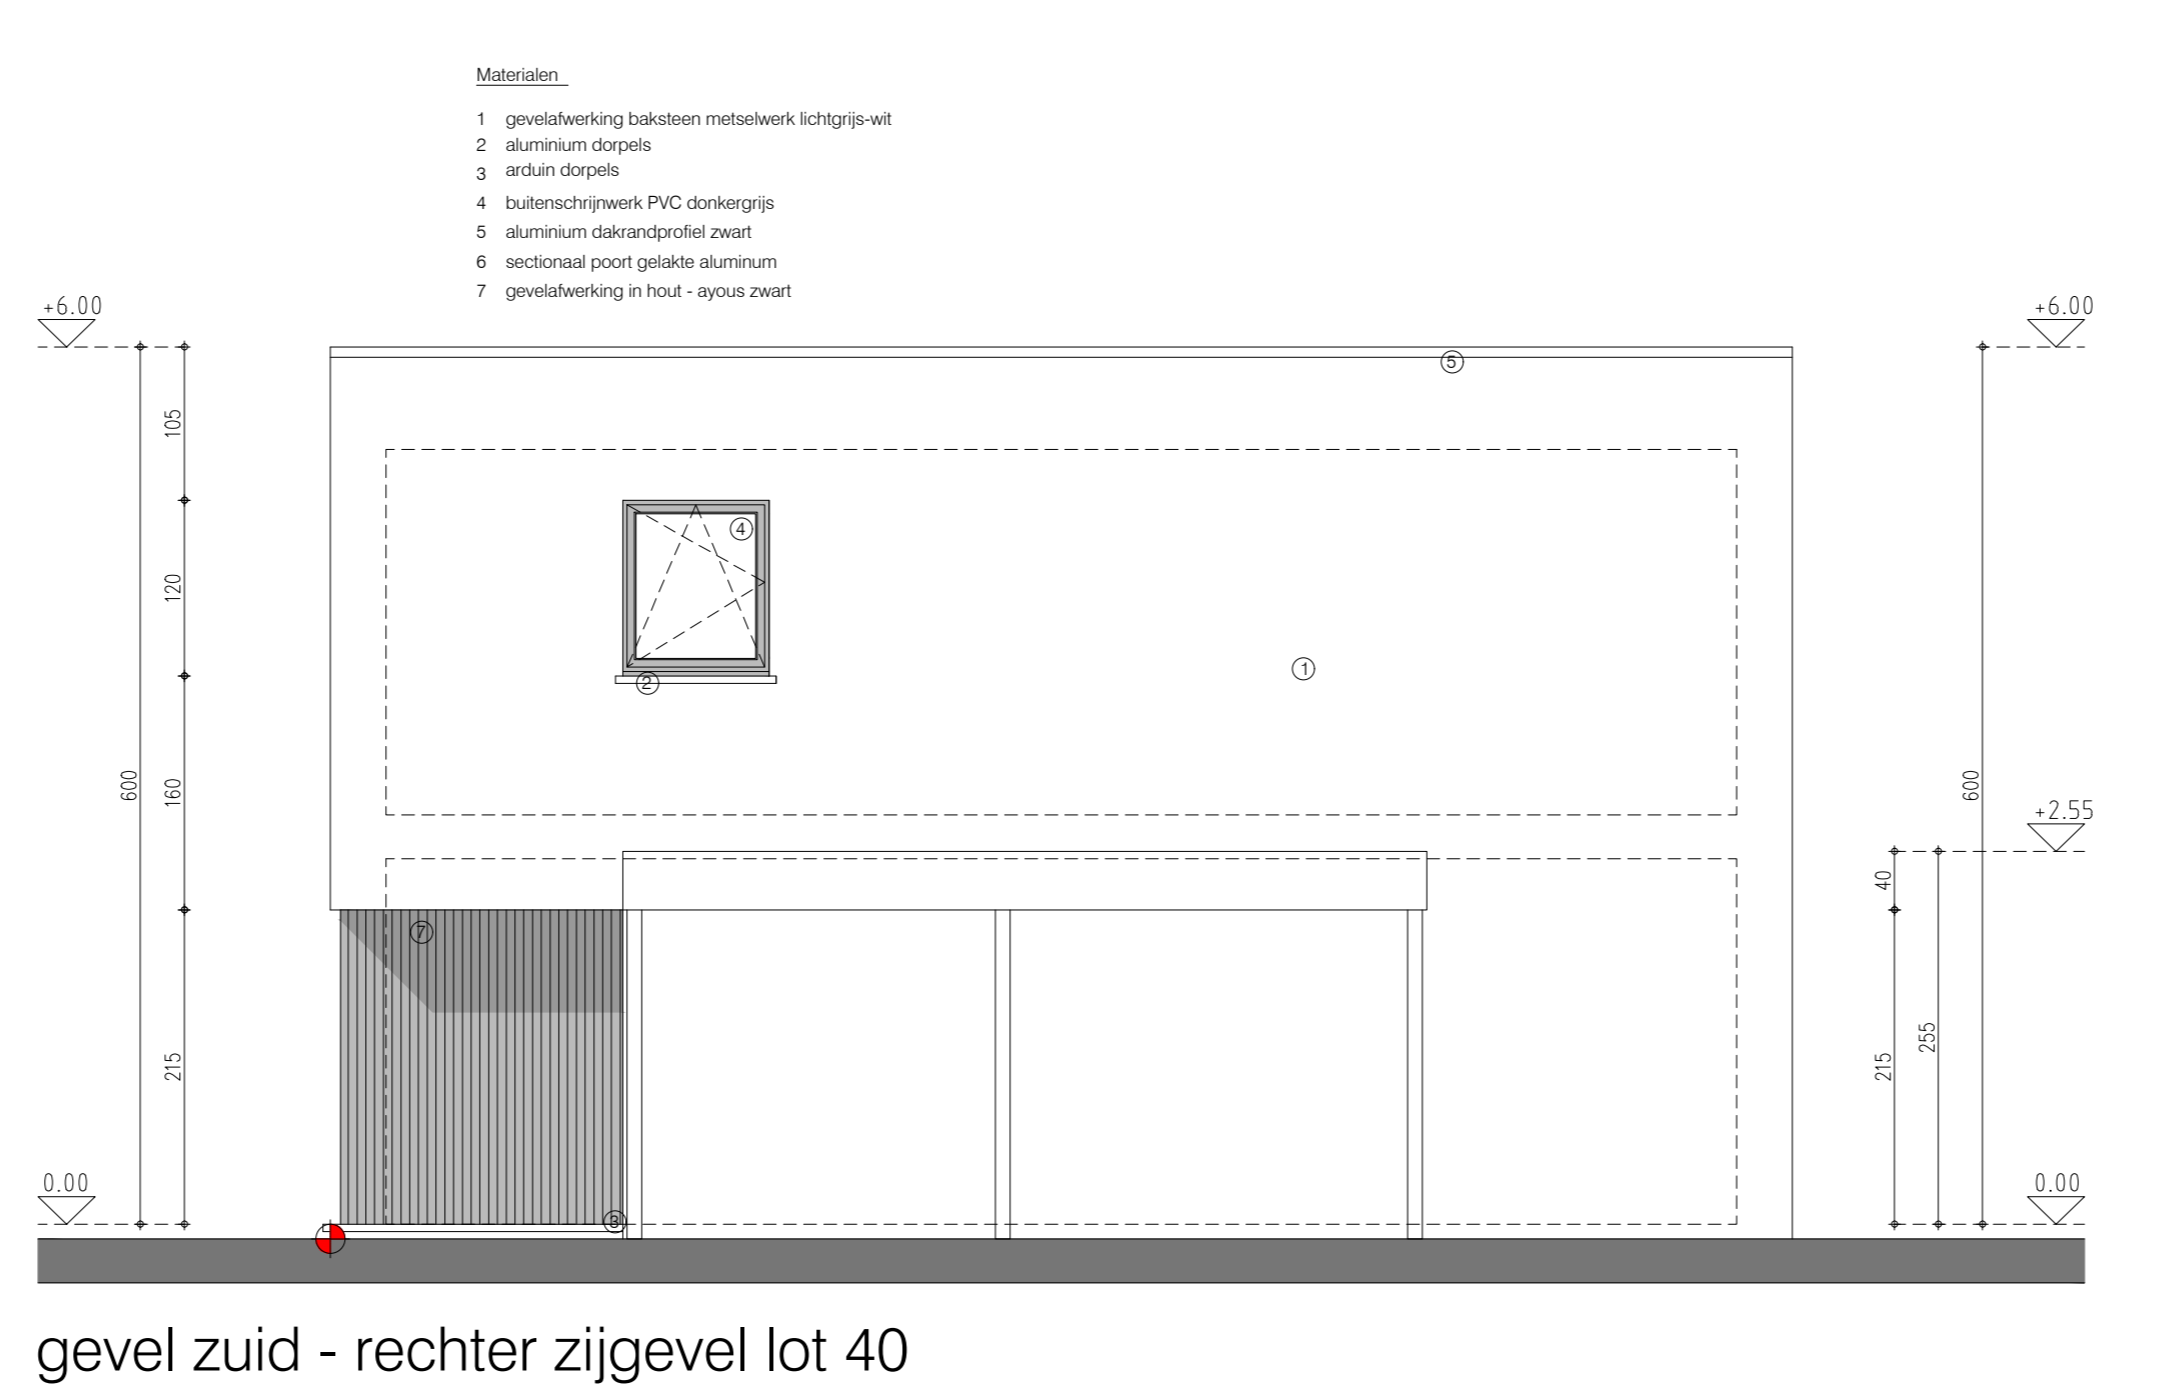 Materialen
1 gevelafwerking baksteen metselwerk lichtgrijs-wit
2 aluminium dorpels
3 arduin dorpels
4 buitenschrijnwerk PVC donkergrijs
5 aluminium dakrandprofiel zwart
6 sectionaal poort gelakte aluminum
7 gevelafwerking in hout - ayous zwart
+6.00
+6.00
5
105
4
120
1
2
600
160
600
+2.55
40
7
255
215
215
0.00
0.00
3
gevel zuid - rechter zijgevel lot 40